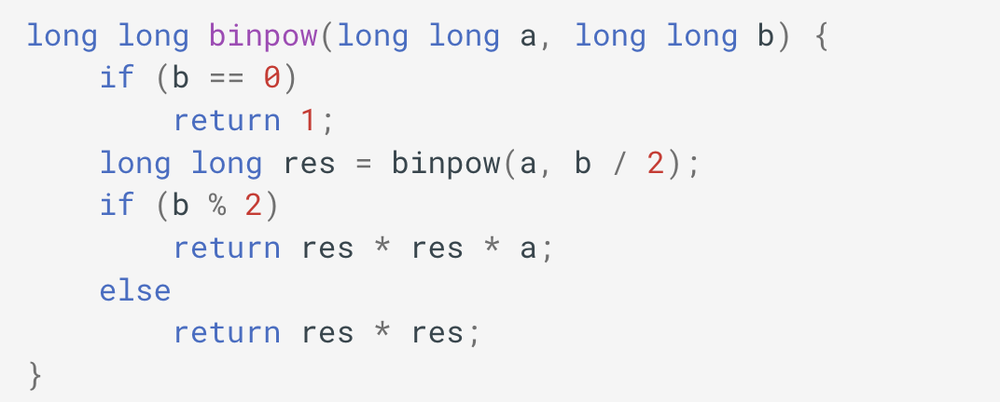 long long binpow(long long a, long long b) {
    if (b == 0)
        return 1;
    long long res = binpow(a, b / 2);
    if (b % 2)
        return res * res * a;
    else
        return res * res;
}